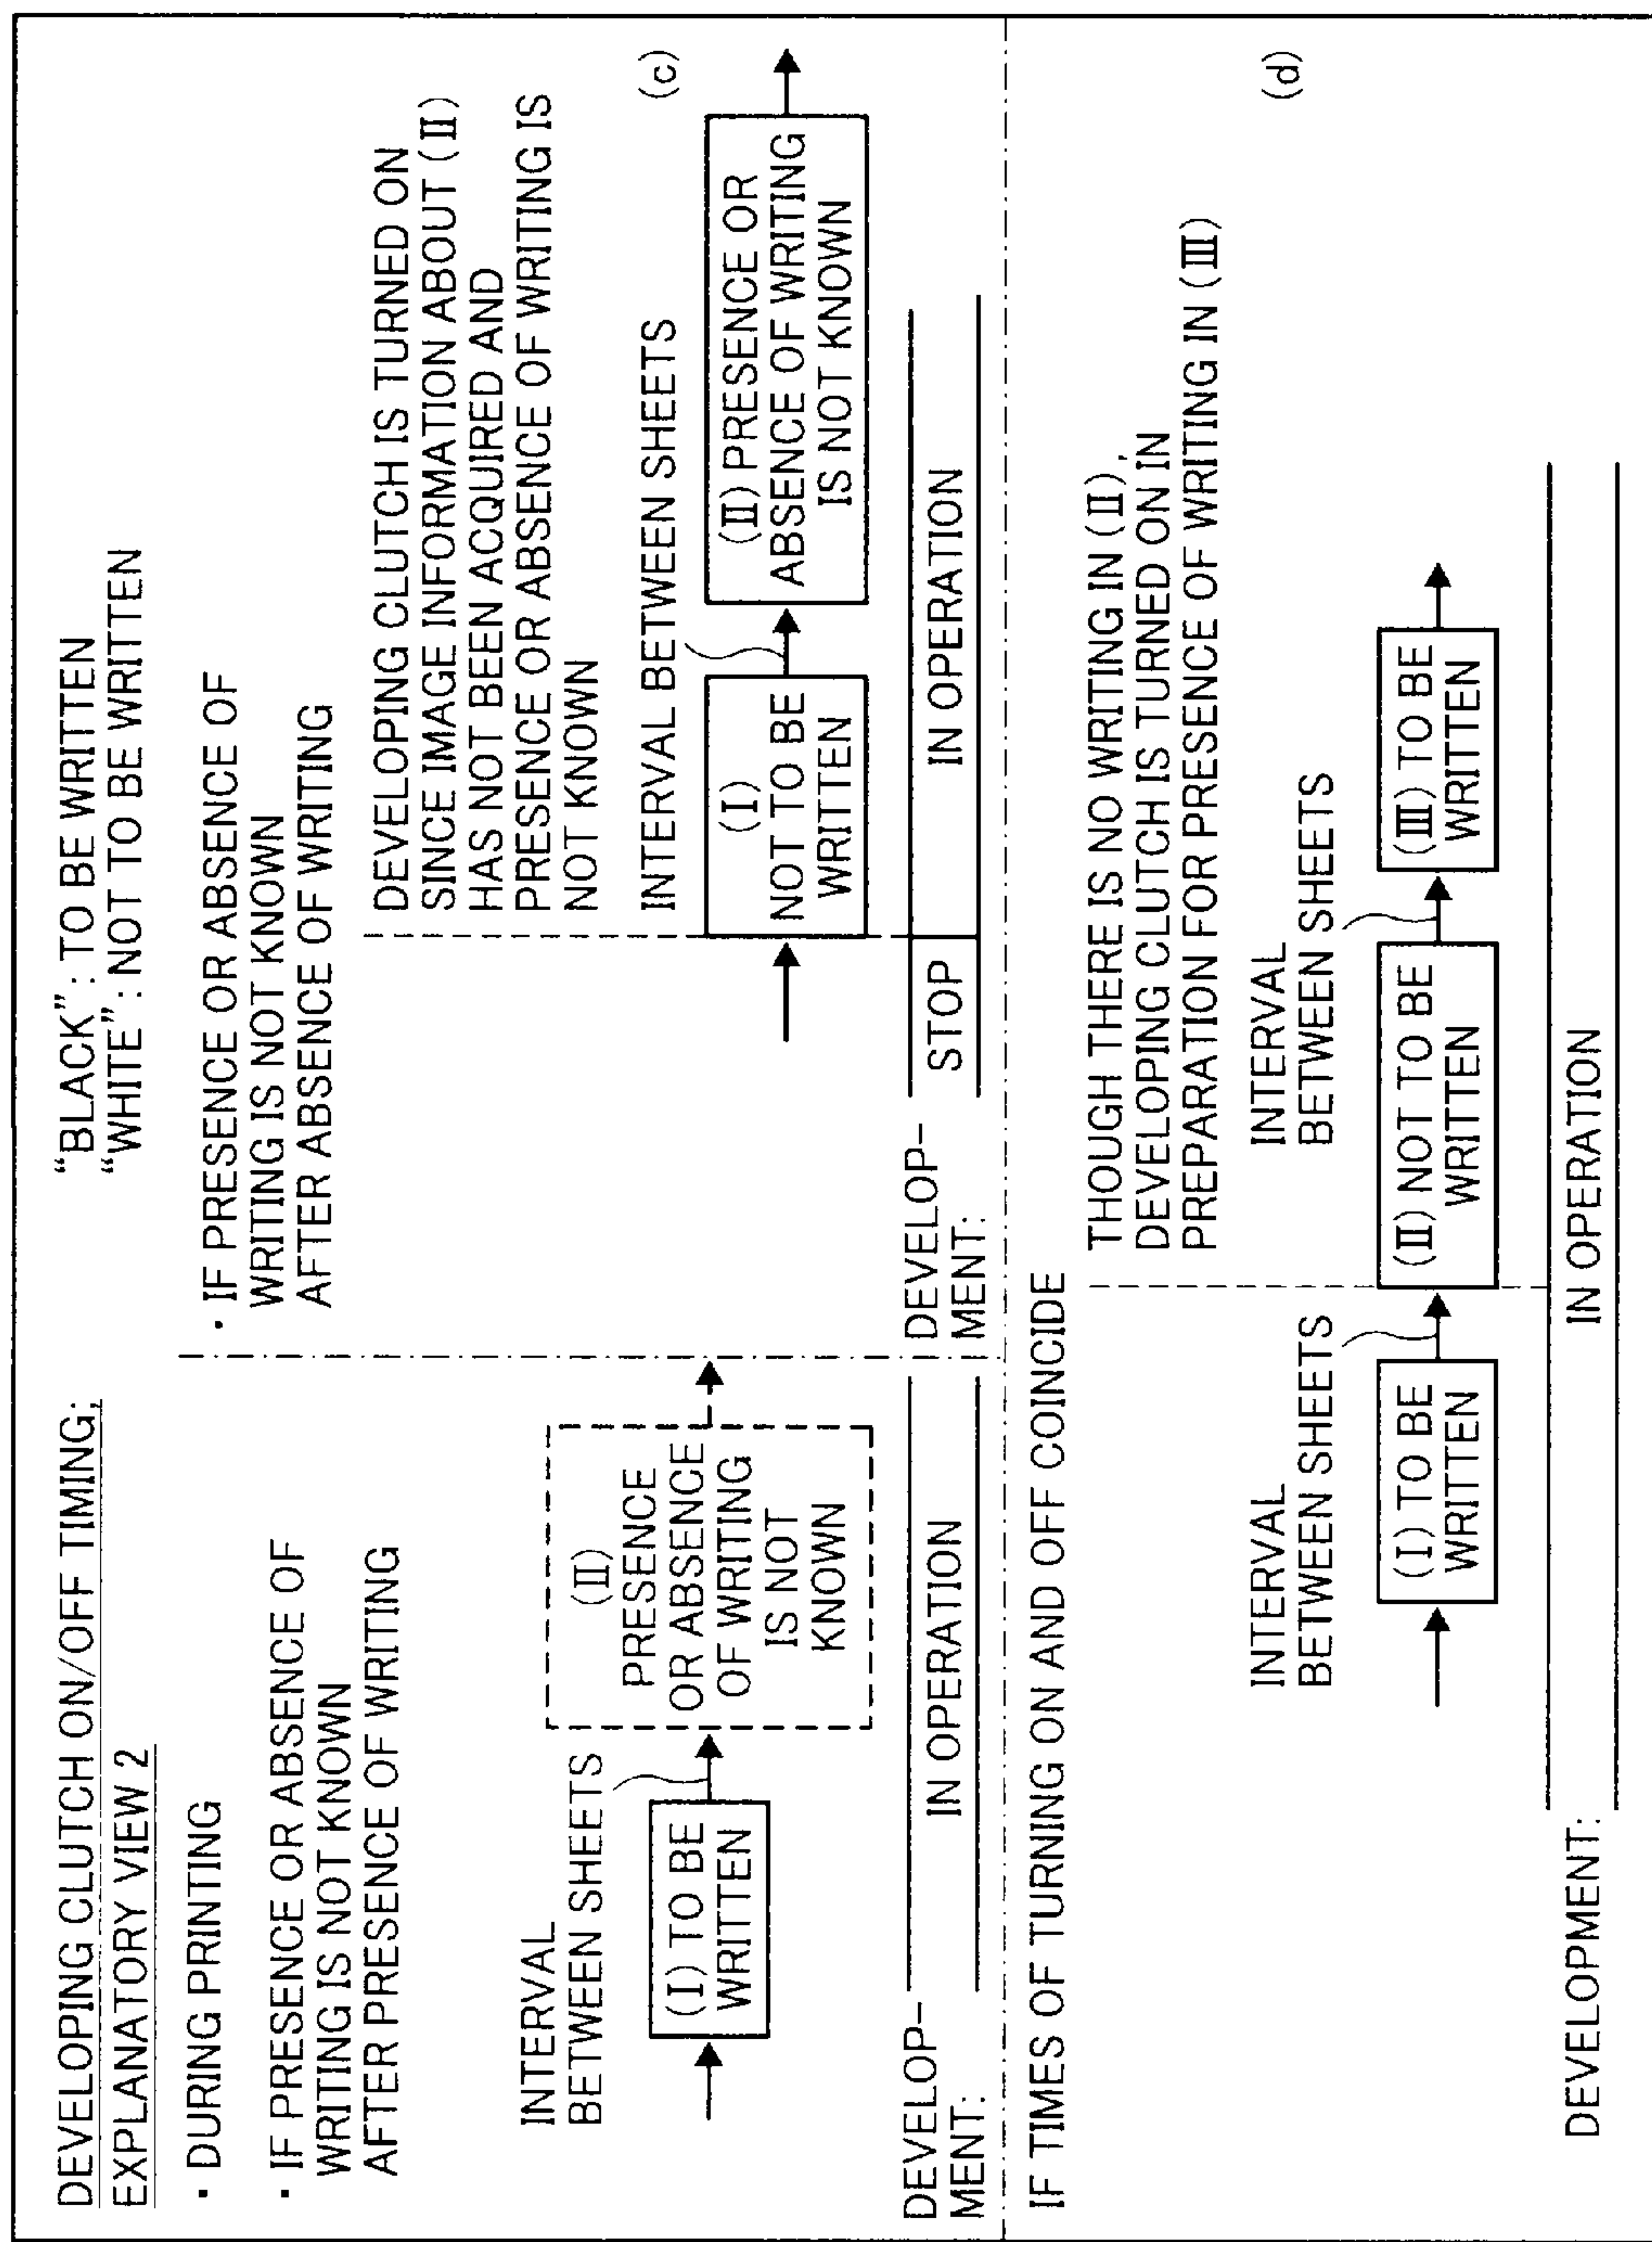 DEVELOPING CLUTCH ON/OFF TIMING;
EXPLANATORY VIEW 2
"BLACK" : TO BE WRITTEN
"WHITE" : NOT TO BE WRITTEN
· DURING PRINTING
· IF PRESENCE OR ABSENCE OF
WRITING IS NOT KNOWN
AFTER PRESENCE OF WRITING
INTERVAL
BETWEEN SHEETS
(I) TO BE
WRITTEN
(II)
PRESENCE
OR ABSENCE
OF WRITING
IS NOT
KNOWN
DEVELOP-
MENT:
IN OPERATION
· IF PRESENCE OR ABSENCE OF
WRITING IS NOT KNOWN
AFTER ABSENCE OF WRITING
DEVELOPING CLUTCH IS TURNED ON
SINCE IMAGE INFORMATION ABOUT (II)
HAS NOT BEEN ACQUIRED AND
PRESENCE OR ABSENCE OF WRITING IS
NOT KNOWN
INTERVAL BETWEEN SHEETS
(c)
(I)
NOT TO BE
WRITTEN
(II) PRESENCE OR
ABSENCE OF WRITING
IS NOT KNOWN
DEVELOP-
MENT:
STOP
IN OPERATION
IF TIMES OF TURNING ON AND OFF COINCIDE
THOUGH THERE IS NO WRITING IN (II),
DEVELOPING CLUTCH IS TURNED ON IN
PREPARATION FOR PRESENCE OF WRITING IN (III)
(d)
INTERVAL
BETWEEN SHEETS
INTERVAL
BETWEEN SHEETS
(I) TO BE
WRITTEN
(II) NOT TO BE
WRITTEN
(III) TO BE
WRITTEN
DEVELOPMENT:
IN OPERATION